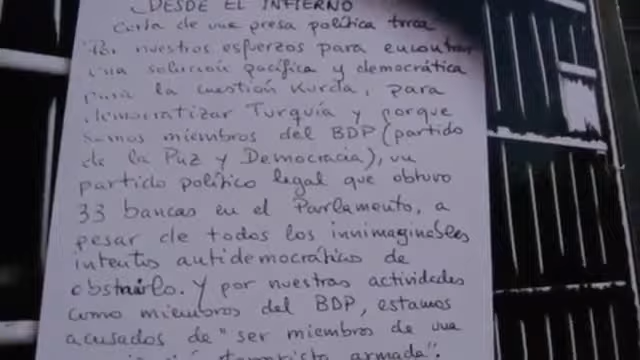 DESDE EL INFIERNO
Carta de una presa política turca
Por nuestros esfuerzos para encontrar
una solución pacífica y democrática
para la cuestión Kurda, para
democratizar Turquía y porque
somos miembros del BDP (partido
de la Paz y Democracia), un
partido político legal que obtuvo
33 bancas en el Parlamento, a
pesar de todos los innimaginables
intentos antidemocráticos de
obstruirlo. Y por nuestras actividades
como miembros del BDP, estamos
acusados de "ser miembros de una
terrorista armada".